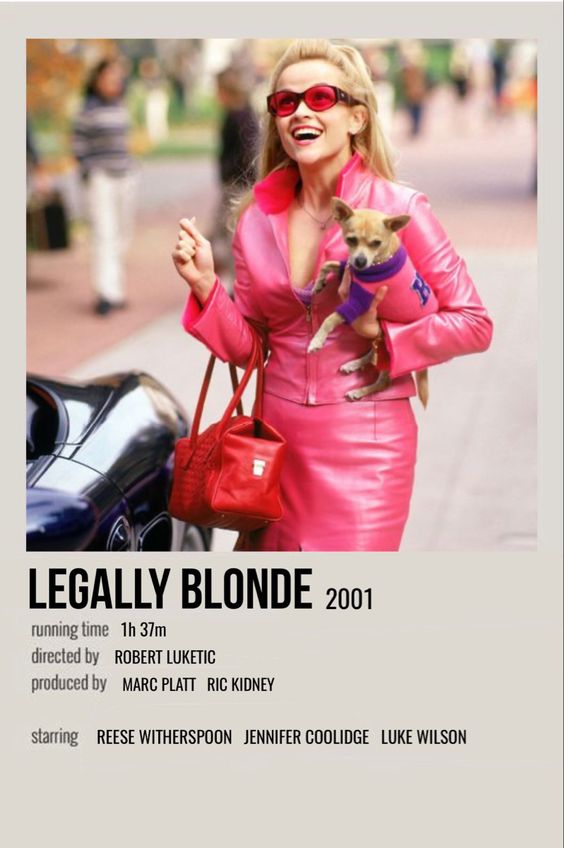 LEGALLY BLONDE 2001
running time 1h 37m
directed by ROBERT LUKETIC
produced by MARC PLATT RIC KIDNEY
starring REESE WITHERSPOON JENNIFER COOLIDGE LUKE WILSON